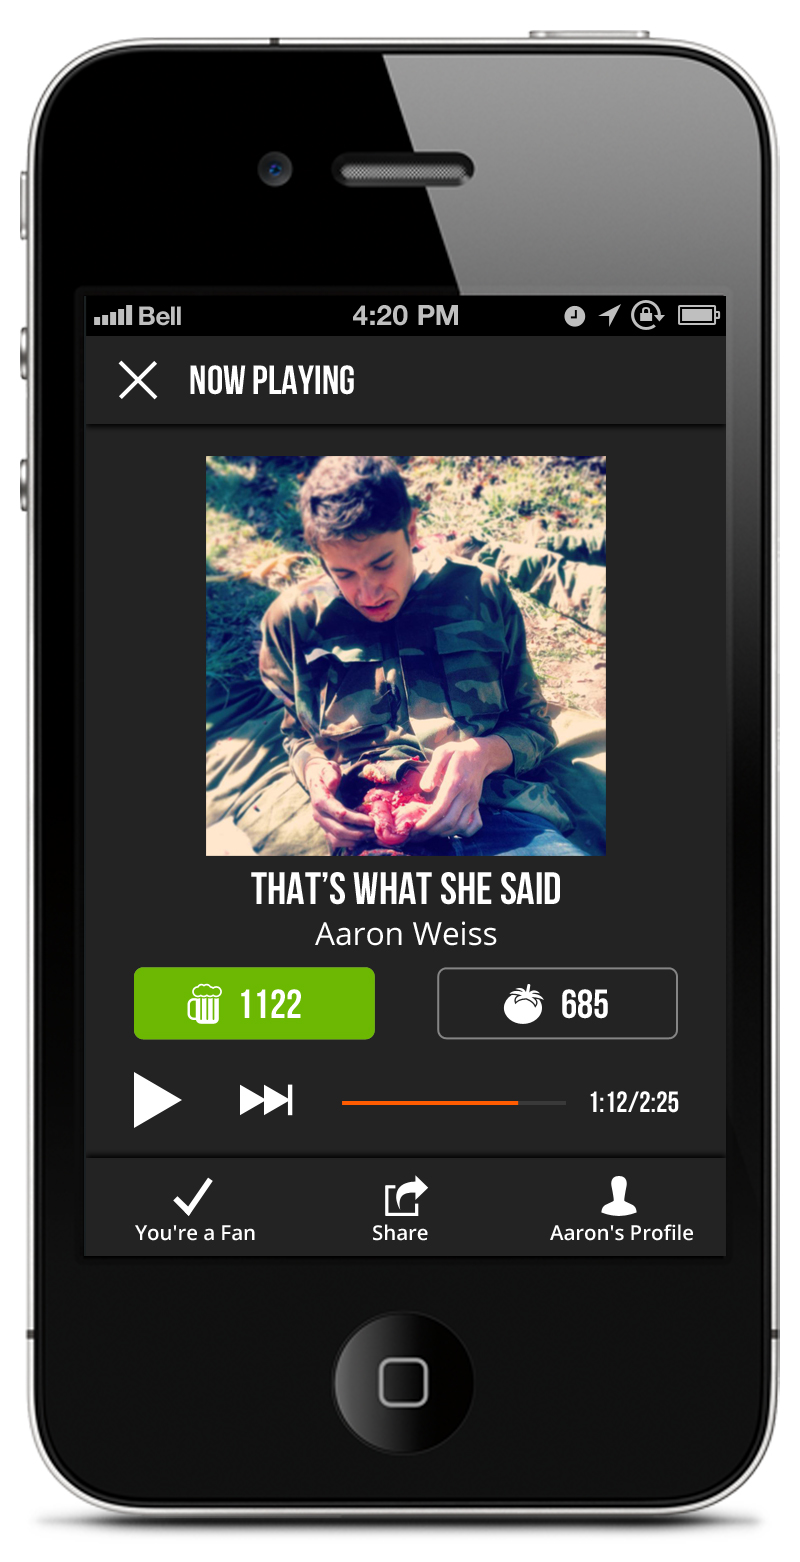 Bell 4:20 PM
NOW PLAYING
THAT'S WHAT SHE SAID
Aaron Weiss
1122 685
1:12/2:25
You're a Fan Share Aaron's Profile